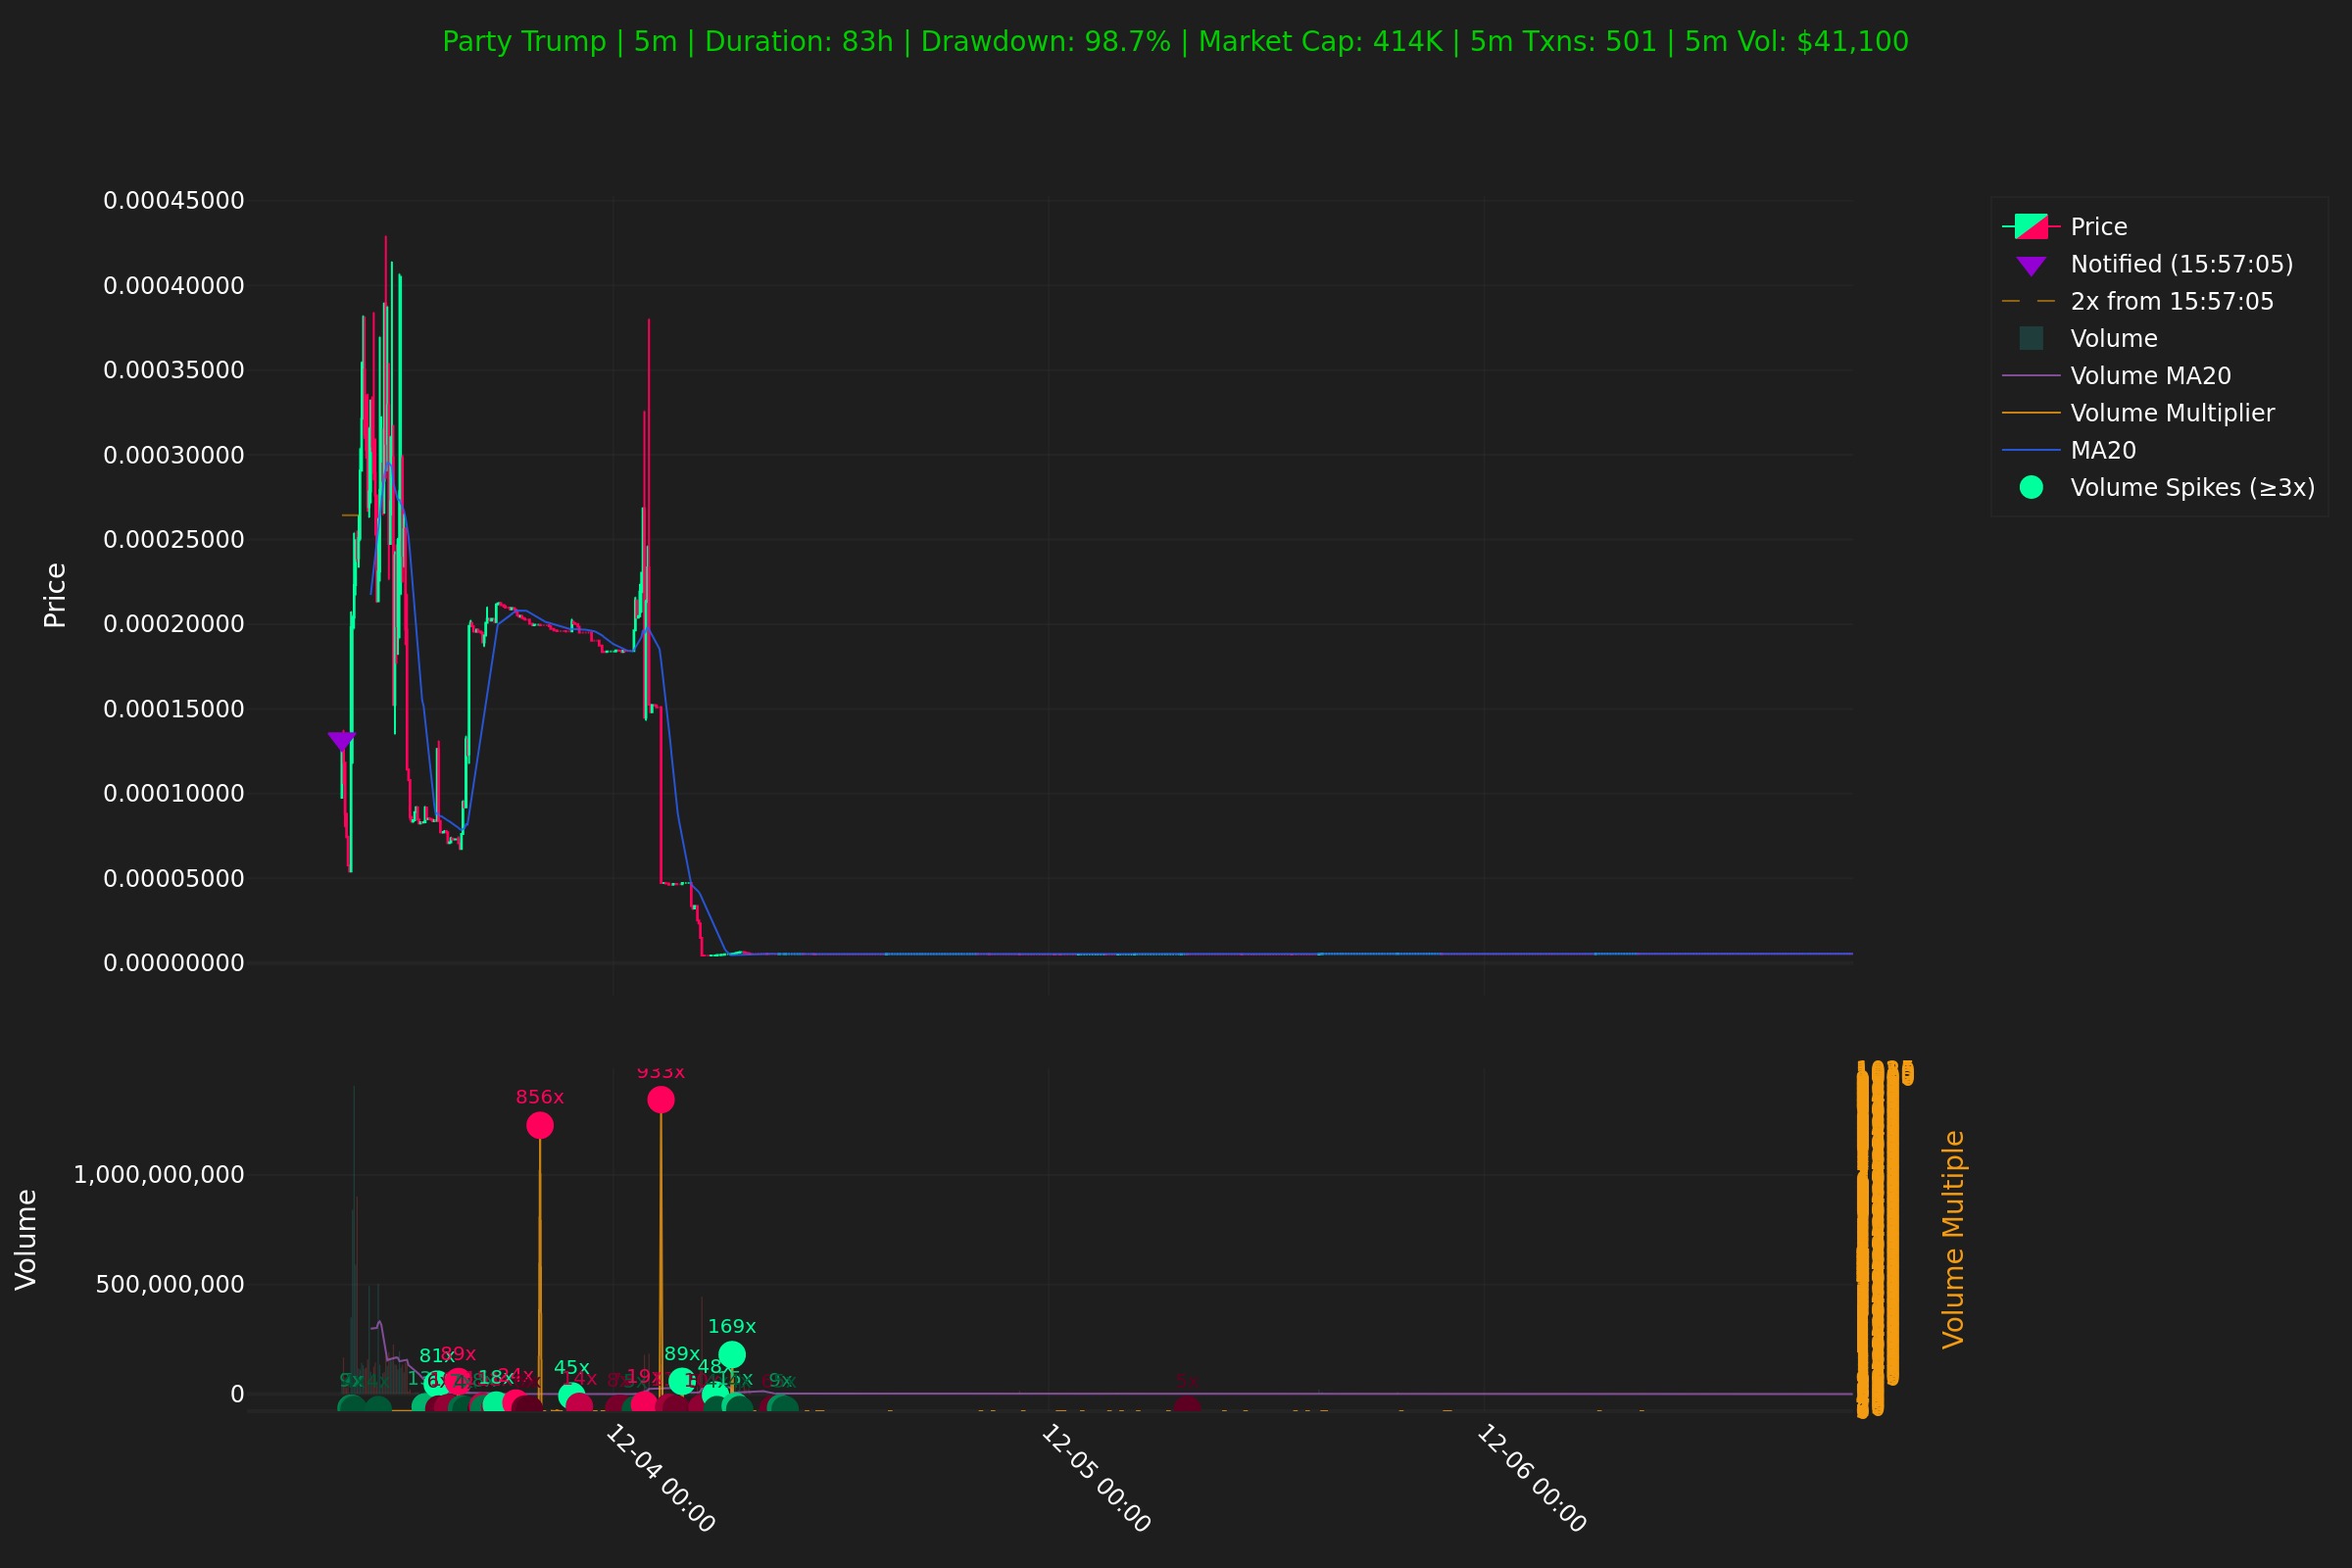 Party Trump | 5m | Duration: 83h | Drawdown: 98.7% | Market Cap: 414K | 5m Txns: 501 | 5m Vol: $41,100
Price
0.00045000
0.00040000
0.00035000
0.00030000
0.00025000
0.00020000
0.00015000
0.00010000
0.00005000
0.00000000
Price
Notified (15:57:05)
2x from 15:57:05
Volume
Volume MA20
Volume Multiplier
MA20
Volume Spikes (≥3x)
Volume
1,000,000,000
500,000,000
0
933x
856x
169x
81x
89x
45x
89x
48x
18x
19x
9x
9x
Volume Multiple
12-04 00:00
12-05 00:00
12-06 00:00